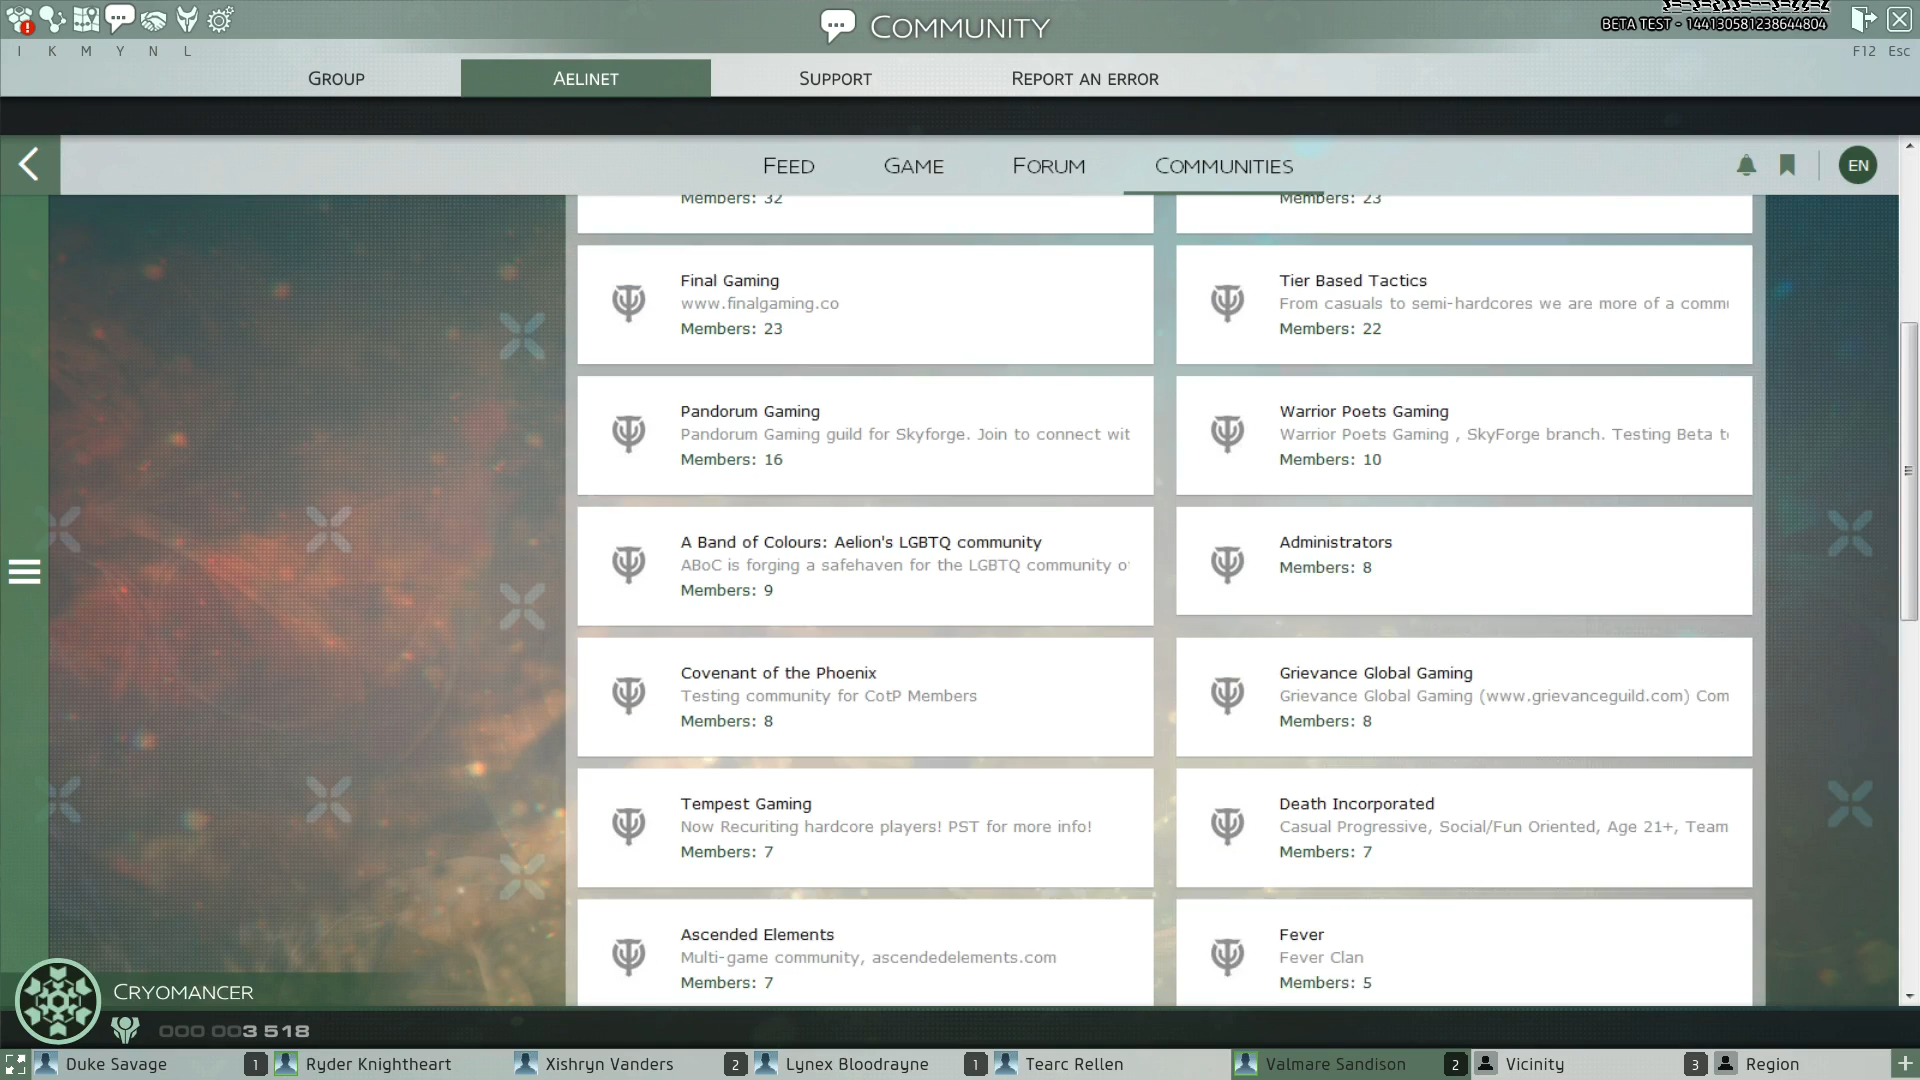 COMMUNITY
BETA TEST - 144130581238644804
I K M Y N L
F12 Esc
GROUP AELINET SUPPORT REPORT AN ERROR
FEED GAME FORUM COMMUNITIES
EN
Members: 32
Members: 23
Final Gaming
www.finalgaming.co
Members: 23
Tier Based Tactics
From casuals to semi-hardcores we are more of a commu
Members: 22
Pandorum Gaming
Pandorum Gaming guild for Skyforge. Join to connect wit
Members: 16
Warrior Poets Gaming
Warrior Poets Gaming , SkyForge branch. Testing Beta to
Members: 10
A Band of Colours: Aelion's LGBTQ community
ABoC is forging a safehaven for the LGBTQ community o
Members: 9
Administrators
Members: 8
Covenant of the Phoenix
Testing community for CotP Members
Members: 8
Grievance Global Gaming
Grievance Global Gaming (www.grievanceguild.com) Com
Members: 8
Tempest Gaming
Now Recuriting hardcore players! PST for more info!
Members: 7
Death Incorporated
Casual Progressive, Social/Fun Oriented, Age 21+, Team
Members: 7
Ascended Elements
Multi-game community, ascendedelements.com
Members: 7
Fever
Fever Clan
Members: 5
CRYOMANCER
000 003 518
Duke Savage 1 Ryder Knightheart Xishryn Vanders 2 Lynex Bloodrayne 1 Tearc Rellen Valmare Sandison 2 Vicinity 3 Region